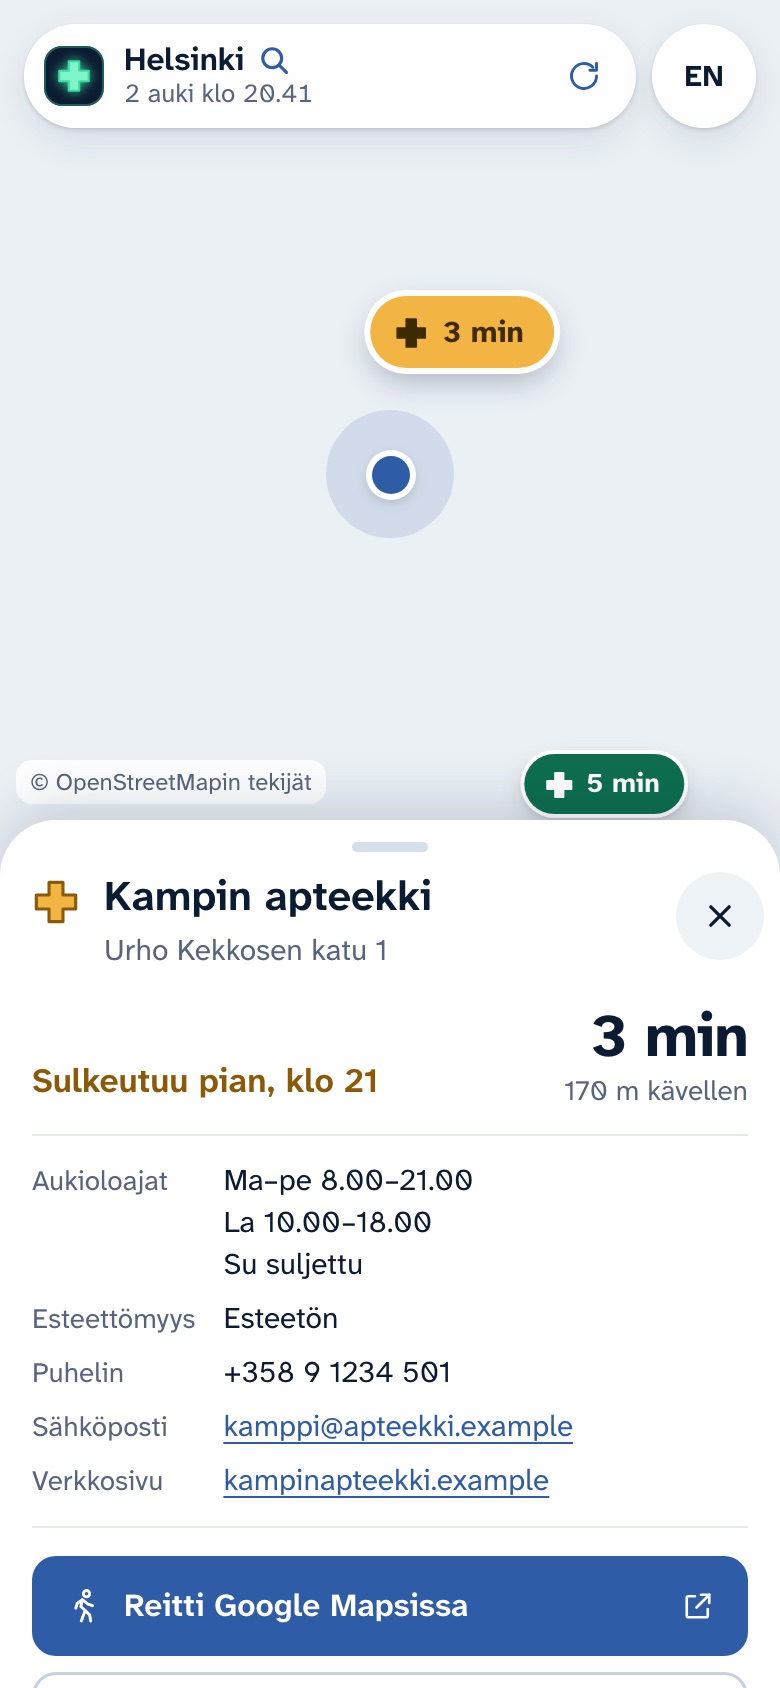 Helsinki
2 auki klo 20.41
EN
3 min
© OpenStreetMapin tekijät
5 min
Kampin apteekki
Urho Kekkosen katu 1
3 min
Sulkeutuu pian, klo 21
170 m kävellen
Aukioloajat
Ma–pe 8.00–21.00
La 10.00–18.00
Su suljettu
Esteettömyys Esteetön
Puhelin +358 9 1234 501
Sähköposti kamppi@apteekki.example
Verkkosivu kampinapteekki.example
Reitti Google Mapsissa